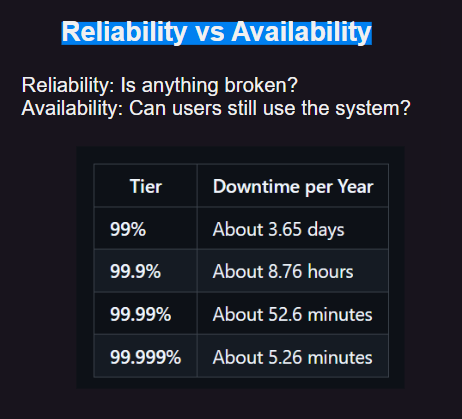 Reliability vs Availability
Reliability: Is anything broken?
Availability: Can users still use the system?
Tier Downtime per Year
99% About 3.65 days
99.9% About 8.76 hours
99.99% About 52.6 minutes
99.999% About 5.26 minutes